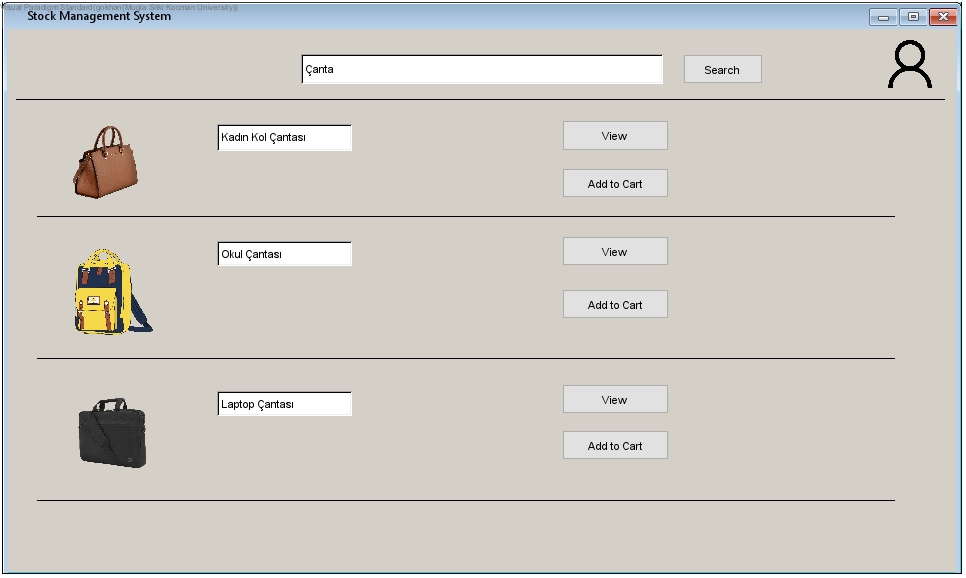 Visual Paradigm Standard(gokhan(Mugla Sitki Kocman University))
Stock Management System
Çanta
Search
Kadın Kol Çantası
View
Add to Cart
Okul Çantası
View
Add to Cart
Laptop Çantası
View
Add to Cart